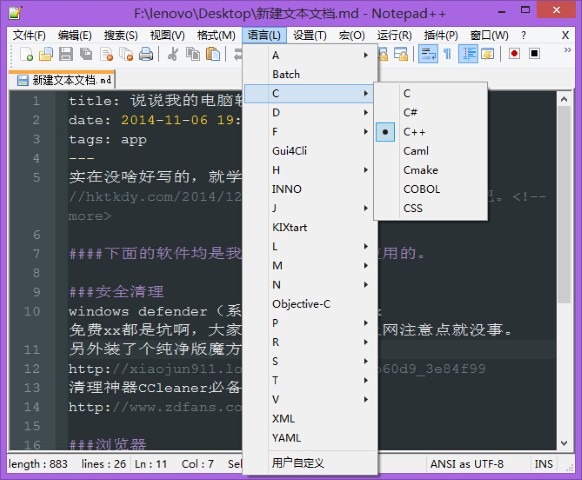 F:\lenovo\Desktop\新建文本文档.md - Notepad++
文件(F) 编辑(E) 搜索(S) 视图(V) 格式(M) 语言(L) 设置(T) 宏(O) 运行(R) 插件(P) 窗口(W) ?
新建文本文档.md
A
Batch
C
D
F
Gui4Cli
H
INNO
J
KIXtart
L
M
N
Objective-C
P
R
S
T
V
XML
YAML
用户自定义
C
C#
C++
Caml
Cmake
COBOL
CSS
1 title: 说说我的电脑
2 date: 2014-11-06 19:
3 tags: app
4 ---
5 实在没啥好写的，就学
//hktkdy.com/2014/12 <!--
more>
6
7 ####下面的软件均是我 用的。
8
9 ###安全清理
10 windows defender（系
免费xx都是坑啊，大家 网注意点就没事。
11 另外装了个纯净版魔方
12 http://xiaojun911.lo 60d9_3e84f99
13 清理神器CCleaner必备
14 http://www.zdfans.co
15
16 ###浏览器
length : 883 lines : 26 Ln : 11 Col : 7 Sel ANSI as UTF-8 INS